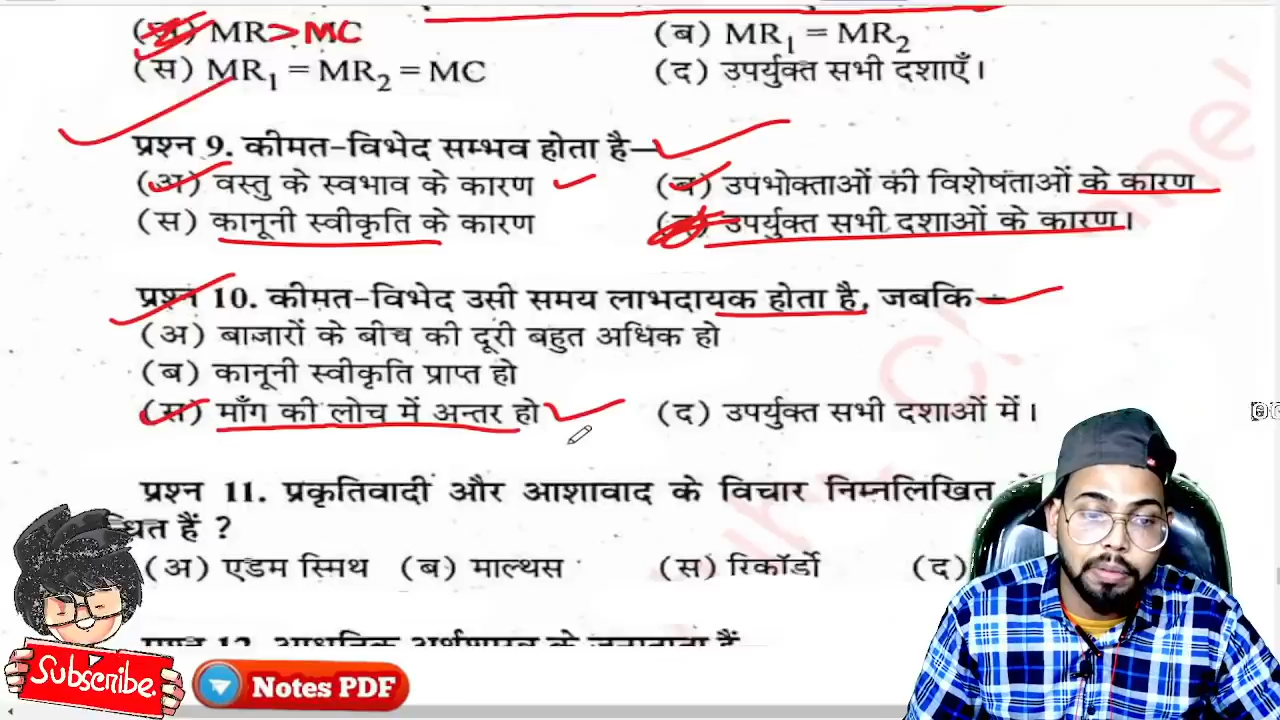 MR > MC (ब) MR1 = MR2
(स) MR1 = MR2 = MC (द) उपर्युक्त सभी दशाएँ।
प्रश्न 9. कीमत-विभेद सम्भव होता है—
(अ) वस्तु के स्वभाव के कारण (ब) उपभोक्ताओं की विशेषताओं के कारण
(स) कानूनी स्वीकृति के कारण उपर्युक्त सभी दशाओं के कारण।
प्रश्न 10. कीमत-विभेद उसी समय लाभदायक होता है, जबकि—
(अ) बाजारों के बीच की दूरी बहुत अधिक हो
(ब) कानूनी स्वीकृति प्राप्त हो
(स) माँग की लोच में अन्तर हो (द) उपर्युक्त सभी दशाओं में।
प्रश्न 11. प्रकृतिवादी और आशावाद के विचार निम्नलिखित
हैं ?
(अ) एडम स्मिथ (ब) माल्थस (स) रिकॉर्डो (द)
Subscribe.
Notes PDF